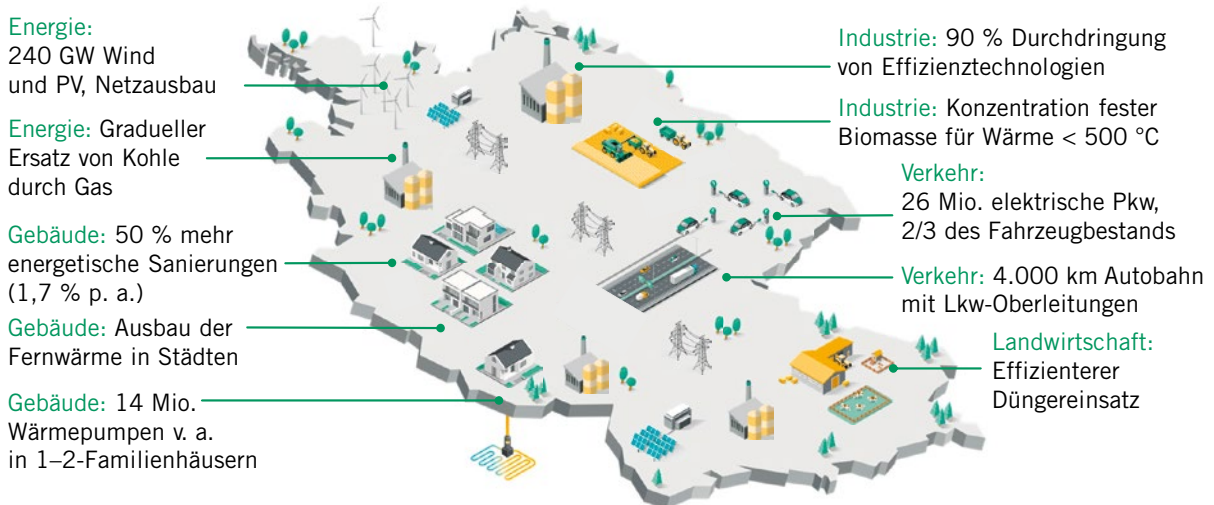 Energie:
240 GW Wind
und PV, Netzausbau
Energie: Gradueller
Ersatz von Kohle
durch Gas
Gebäude: 50 % mehr
energetische Sanierungen
(1,7 % p. a.)
Gebäude: Ausbau der
Fernwärme in Städten
Gebäude: 14 Mio.
Wärmepumpen v. a.
in 1–2-Familienhäusern
Industrie: 90 % Durchdringung
von Effizienztechnologien
Industrie: Konzentration fester
Biomasse für Wärme < 500 °C
Verkehr:
26 Mio. elektrische Pkw,
2/3 des Fahrzeugbestands
Verkehr: 4.000 km Autobahn
mit Lkw-Oberleitungen
Landwirtschaft:
Effizienterer
Düngereinsatz